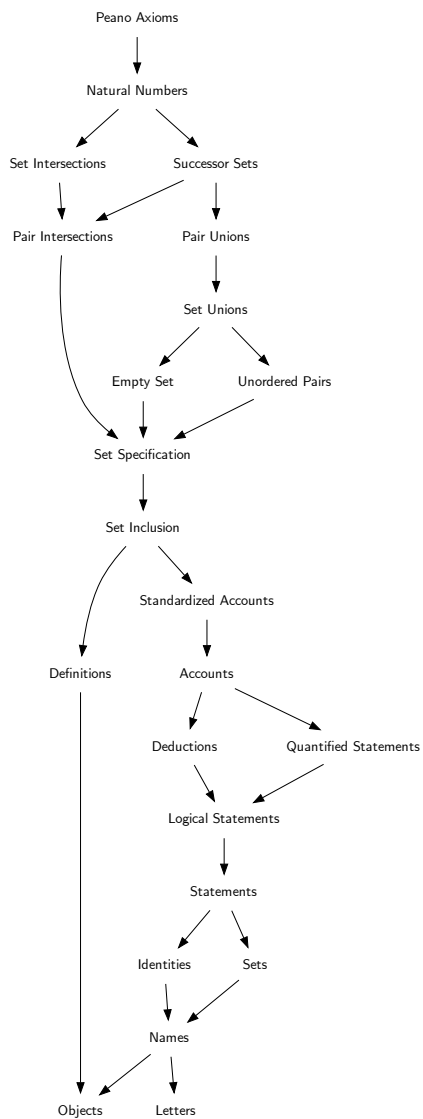 Peano Axioms
Natural Numbers
Set Intersections
Successor Sets
Pair Intersections
Pair Unions
Set Unions
Empty Set
Unordered Pairs
Set Specification
Set Inclusion
Standardized Accounts
Definitions
Accounts
Deductions
Quantified Statements
Logical Statements
Statements
Identities
Sets
Names
Objects
Letters